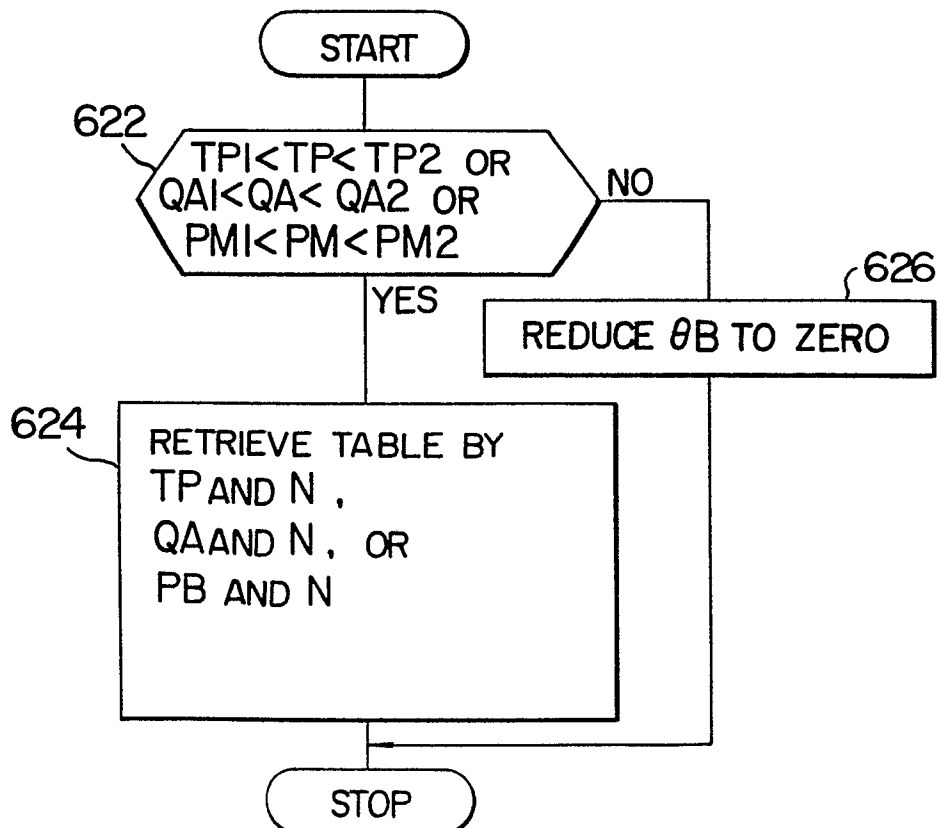 START
622
TP1<TP<TP2 OR
QA1<QA<QA2 OR
PM1<PM<PM2
NO
YES
626
REDUCE θB TO ZERO
624
RETRIEVE TABLE BY
TP AND N,
QA AND N, OR
PB AND N
STOP